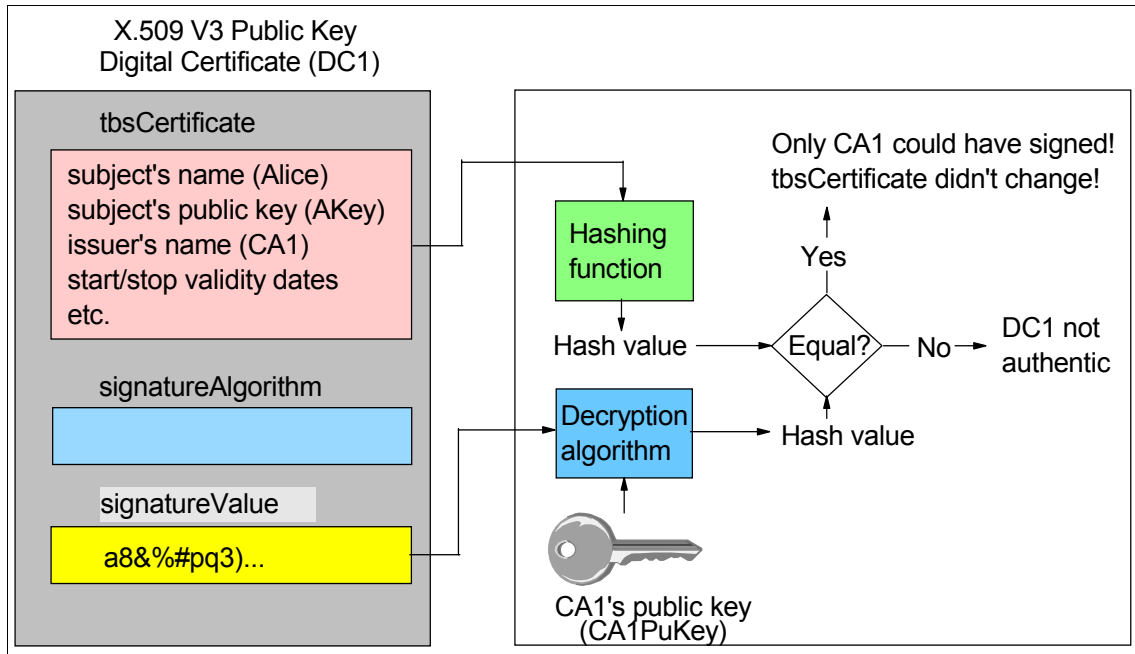 X.509 V3 Public Key
Digital Certificate (DC1)
tbsCertificate
subject's name (Alice)
subject's public key (AKey)
issuer's name (CA1)
start/stop validity dates
etc.
signatureAlgorithm
signatureValue
a8&%#pq3)...
Only CA1 could have signed!
tbsCertificate didn't change!
Hashing
function
Yes
Hash value
Equal?
No
DC1 not
authentic
Decryption
algorithm
Hash value
CA1's public key
(CA1PuKey)